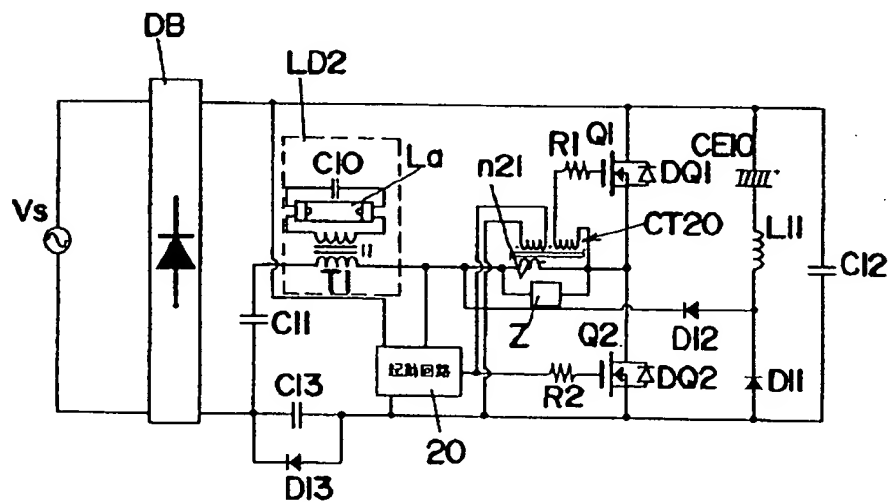 DB
LD2
C10
La
Vs
T1
C11
C13
D13
起動回路
20
n21
R1
Q1
DQ1
CE10
CT20
L11
C12
Z
D12
Q2
R2
DQ2
D11